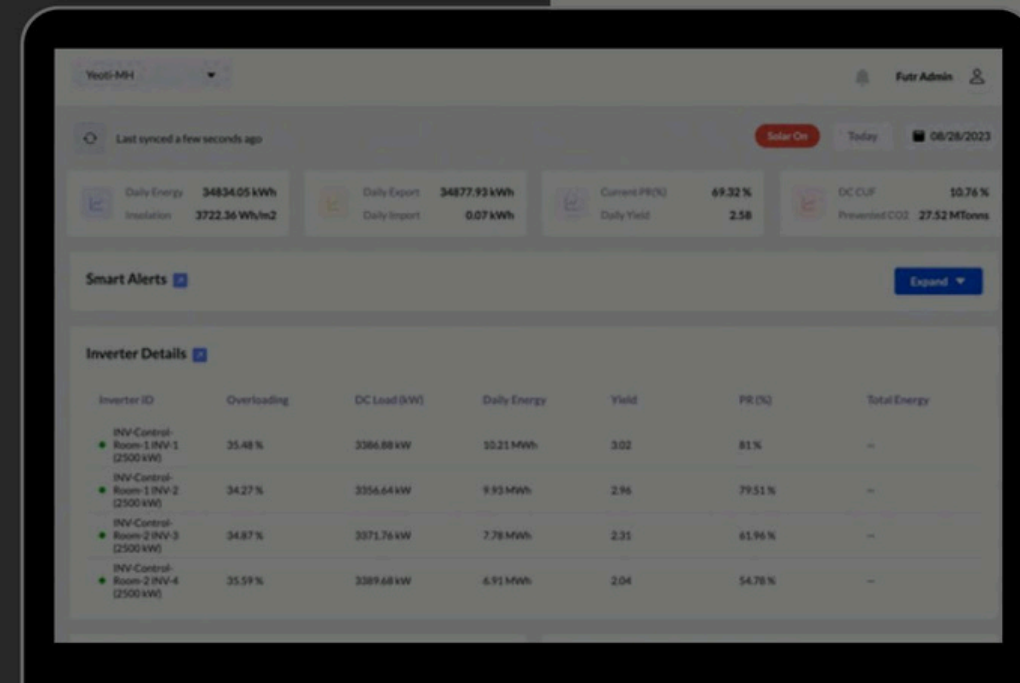 Yeoti-MH
Futr Admin
Last synced a few seconds ago
Solar On Today 08/28/2023
Daily Energy 34834.05 kWh
Insolation 3722.36 Wh/m2
Daily Export 34877.93 kWh
Daily Import 0.07 kWh
Current PR(%) 69.32 %
Daily Yield 2.58
DC CUF 10.76 %
Prevented CO2 27.52 MTonns
Smart Alerts
Expand
Inverter Details
Inverter ID Overloading DC Load (kW) Daily Energy Yield PR (%) Total Energy
INV-Control-
Room-1 INV-1 35.48 % 3386.88 kW 10.21 MWh 3.02 81 % --
(2500 kW)
INV-Control-
Room-1 INV-2 34.27 % 3356.64 kW 9.93 MWh 2.96 79.51 % --
(2500 kW)
INV-Control-
Room-2 INV-3 34.87 % 3371.76 kW 7.78 MWh 2.31 61.96 % --
(2500 kW)
INV-Control-
Room-2 INV-4 35.59 % 3389.68 kW 6.91 MWh 2.04 54.78 % --
(2500 kW)